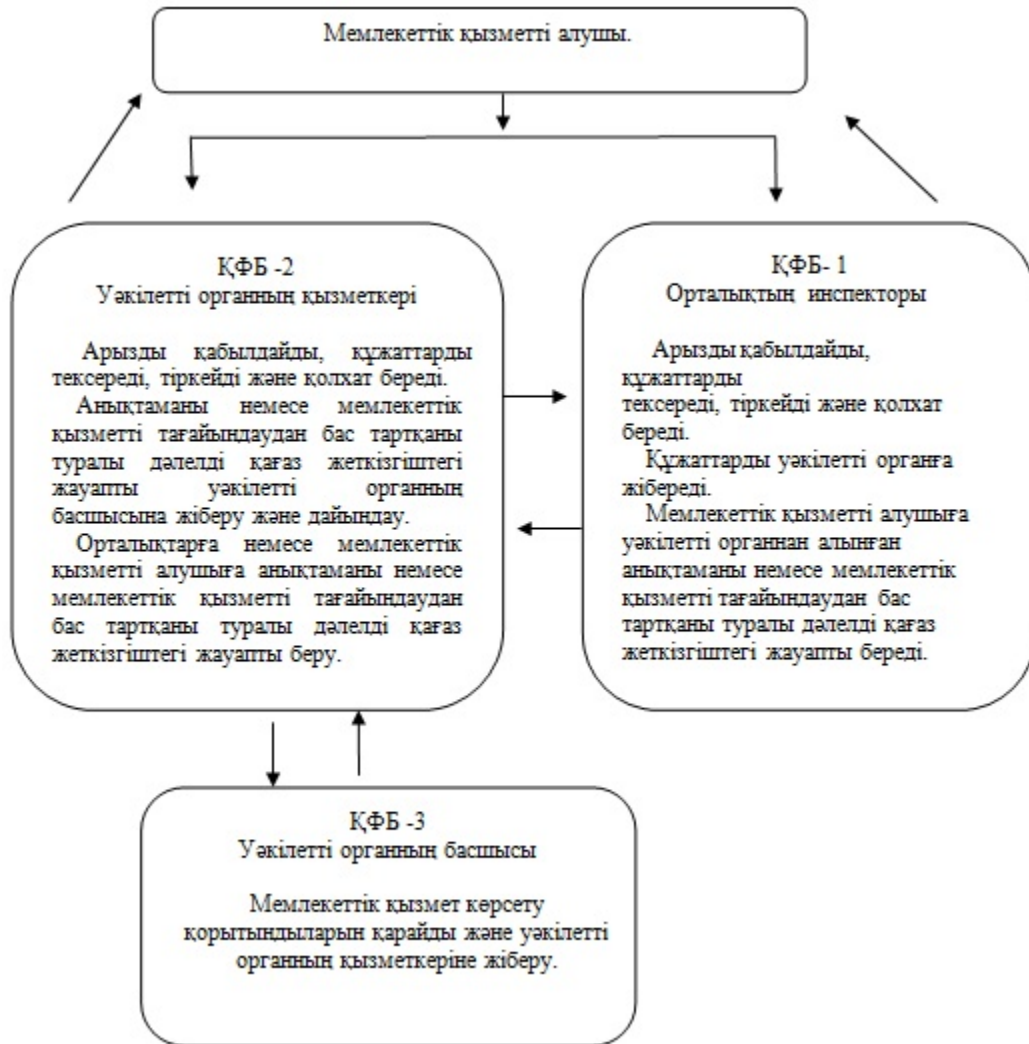 Мемлекеттік қызметті алушы.
ҚФБ -2
Уәкілетті органның қызметкері
Арызды қабылдайды, құжаттарды
тексереді, тіркейді және қолхат береді.
Анықтаманы немесе мемлекеттік
қызметті тағайындаудан бас тартқаны
туралы дәлелді қағаз жеткізгіштегі
жауапты уәкілетті органның
басшысына жіберу және дайындау.
Орталықтарға немесе мемлекеттік
қызметті алушыға анықтаманы немесе
мемлекеттік қызметті тағайындаудан
бас тартқаны туралы дәлелді қағаз
жеткізгіштегі жауапты беру.
ҚФБ- 1
Орталықтың инспекторы
Арызды қабылдайды,
құжаттарды
тексереді, тіркейді және қолхат
береді.
Құжаттарды уәкілетті органға
жібереді.
Мемлекеттік қызметті алушыға
уәкілетті органнан алынған
анықтаманы немесе мемлекеттік
қызметті тағайындаудан бас
тартқаны туралы дәлелді қағаз
жеткізгіштегі жауапты береді.
ҚФБ -3
Уәкілетті органның басшысы
Мемлекеттік қызмет көрсету
қорытындыларын қарайды және уәкілетті
органның қызметкеріне жіберу.